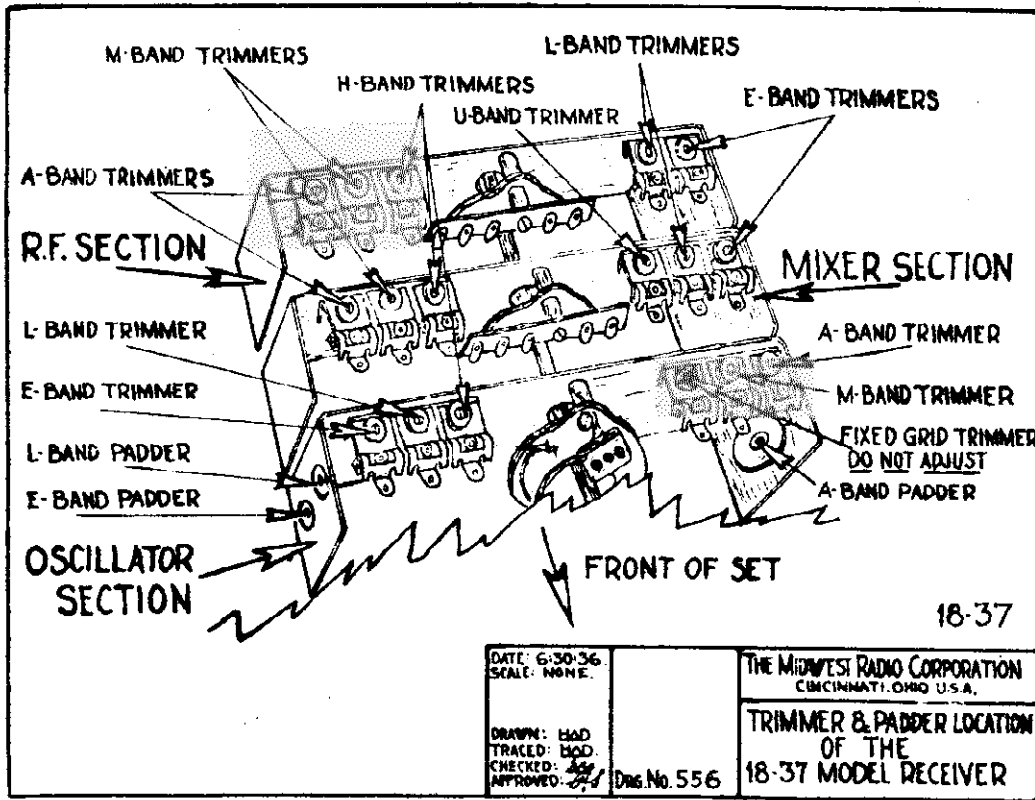 M-BAND TRIMMERS
L-BAND TRIMMERS
H-BAND TRIMMERS
E-BAND TRIMMERS
U-BAND TRIMMER
A-BAND TRIMMERS
R.F. SECTION
MIXER SECTION
L-BAND TRIMMER
A-BAND TRIMMER
E-BAND TRIMMER
M-BAND TRIMMER
L-BAND PADDER
FIXED GRID TRIMMER
DO NOT ADJUST
E-BAND PADDER
A-BAND PADDER
OSCILLATOR
SECTION
FRONT OF SET
18-37
DATE: 6-30-36
SCALE: NONE.
DRAWN: HAD
TRACED: HAD.
CHECKED:
APPROVED:
DRG. NO. 556
THE MIDWEST RADIO CORPORATION
CINCINNATI, OHIO U.S.A.
TRIMMER & PADDER LOCATION
OF THE
18-37 MODEL RECEIVER